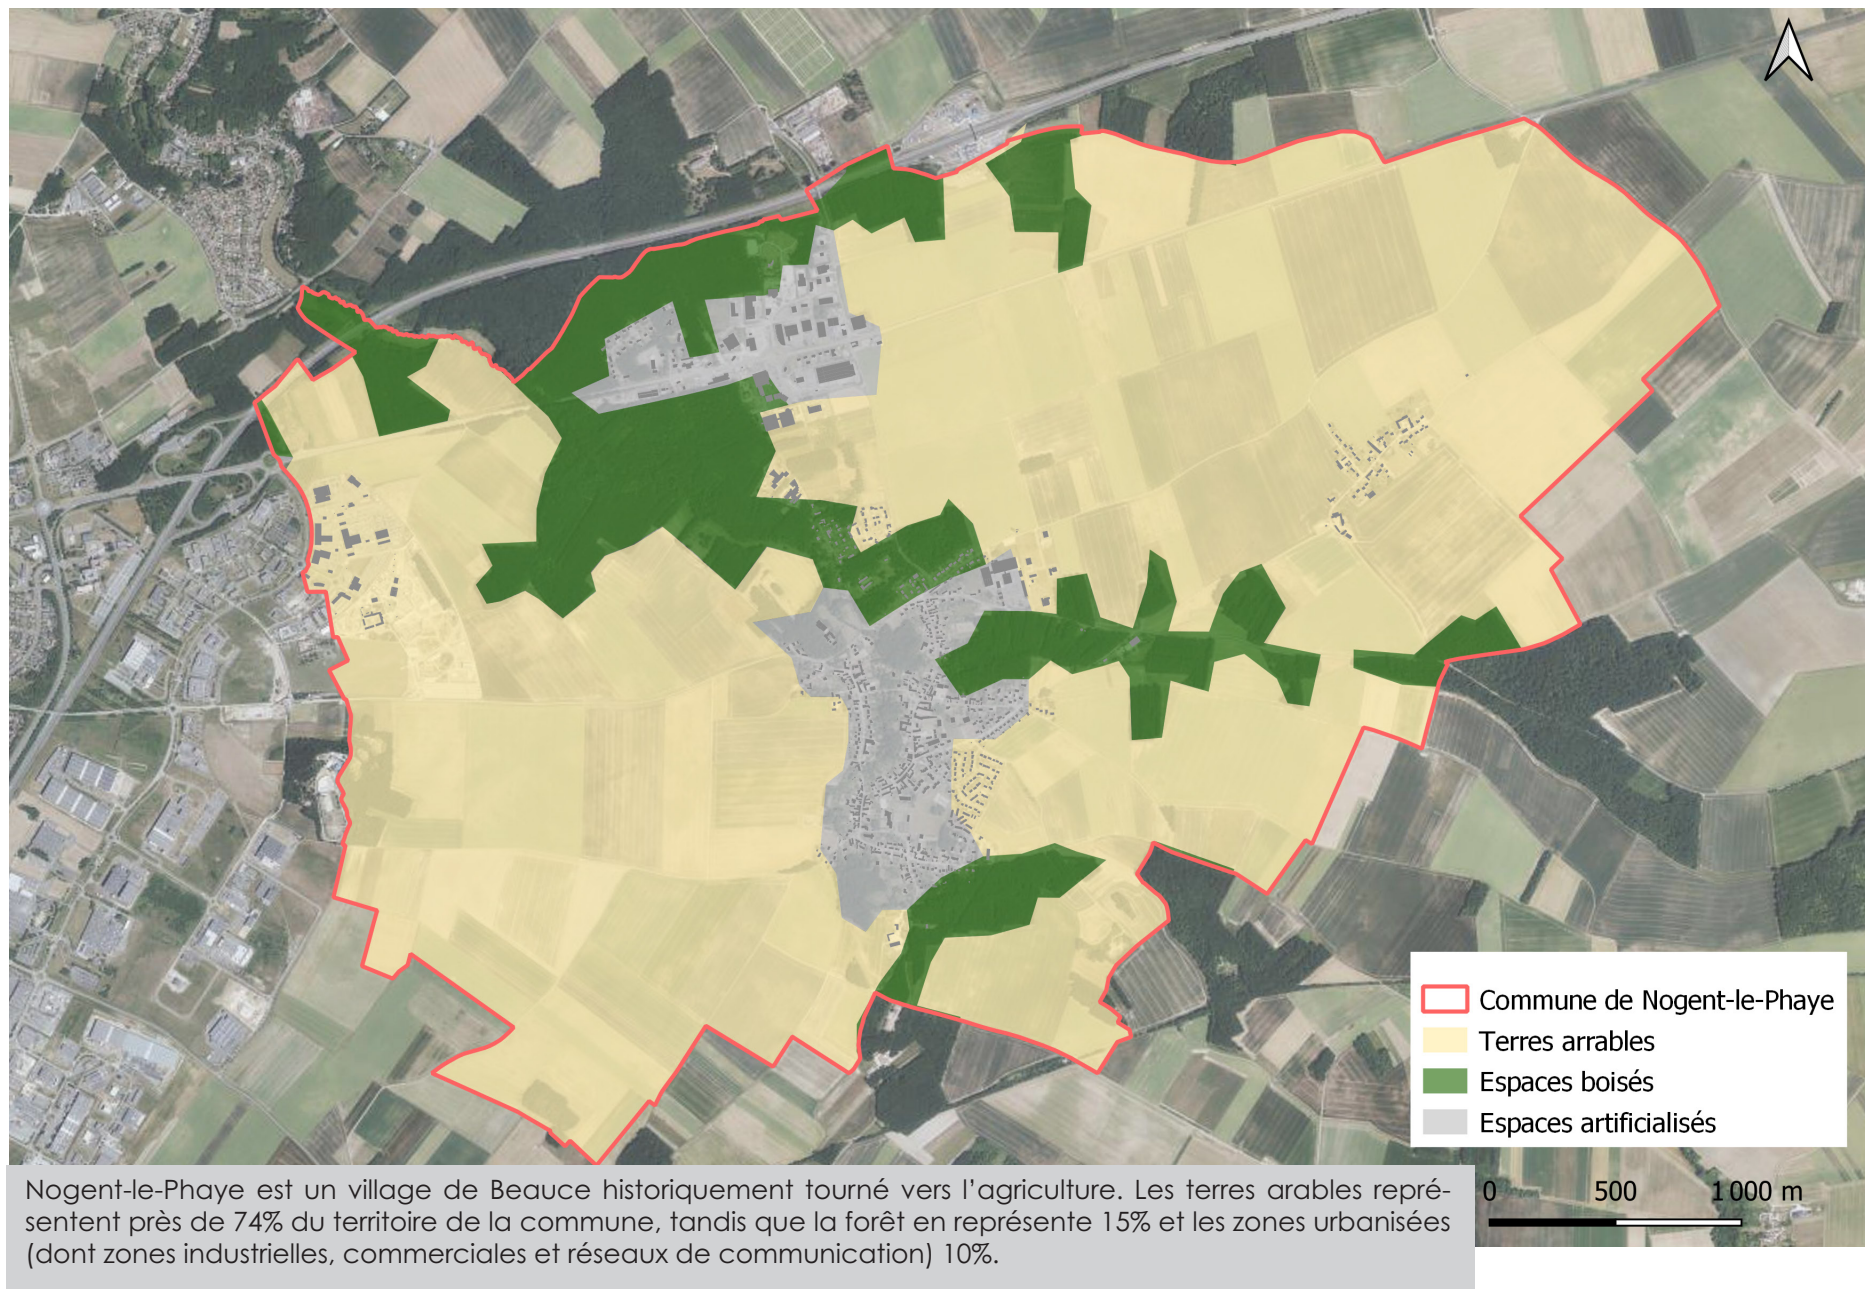 Commune de Nogent-le-Phaye
Terres arrables
Espaces boisés
Espaces artificialisés
0 500 1 000 m
Nogent-le-Phaye est un village de Beauce historiquement tourné vers l’agriculture. Les terres arables repré-
sentent près de 74% du territoire de la commune, tandis que la forêt en représente 15% et les zones urbanisées
(dont zones industrielles, commerciales et réseaux de communication) 10%.